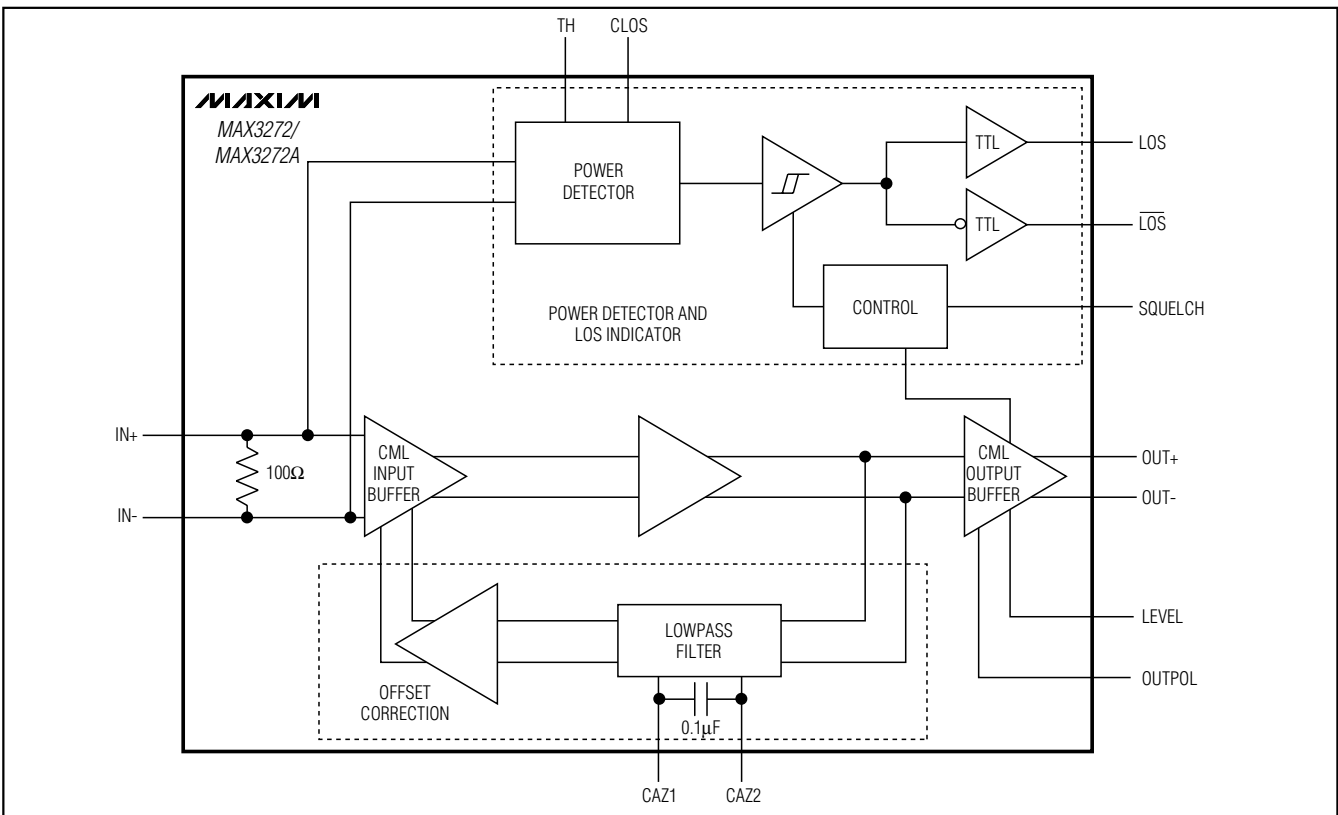 TH CLOS
MAXIM
MAX3272/
MAX3272A
POWER
DETECTOR
TTL
LOS
TTL
L̅O̅S̅
POWER DETECTOR AND
LOS INDICATOR
CONTROL
SQUELCH
IN+
100Ω
IN-
CML
INPUT
BUFFER
CML
OUTPUT
BUFFER
OUT+
OUT-
LOWPASS
FILTER
LEVEL
OFFSET
CORRECTION
0.1µF
OUTPOL
CAZ1 CAZ2